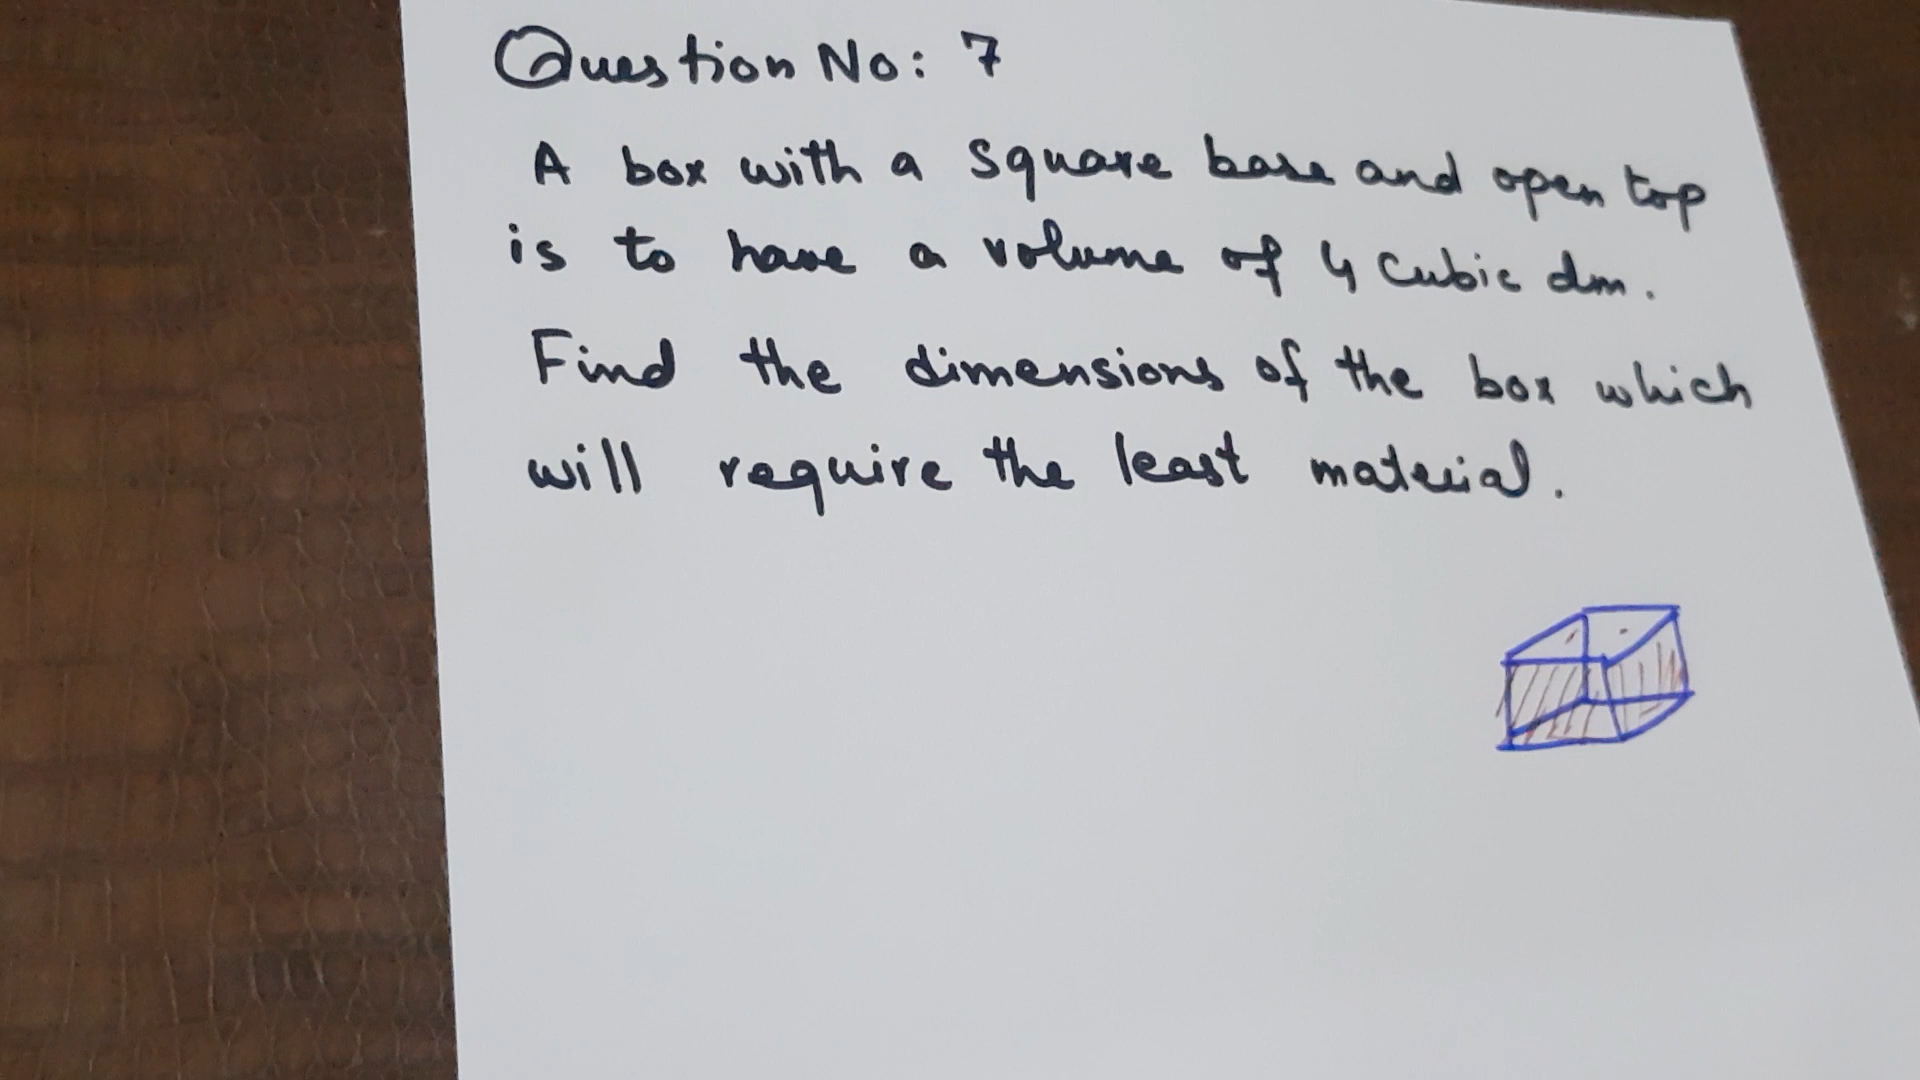 Question No: 7
A box with a square base and open top
is to have a volume of 4 cubic dm.
Find the dimensions of the box which
will require the least material.